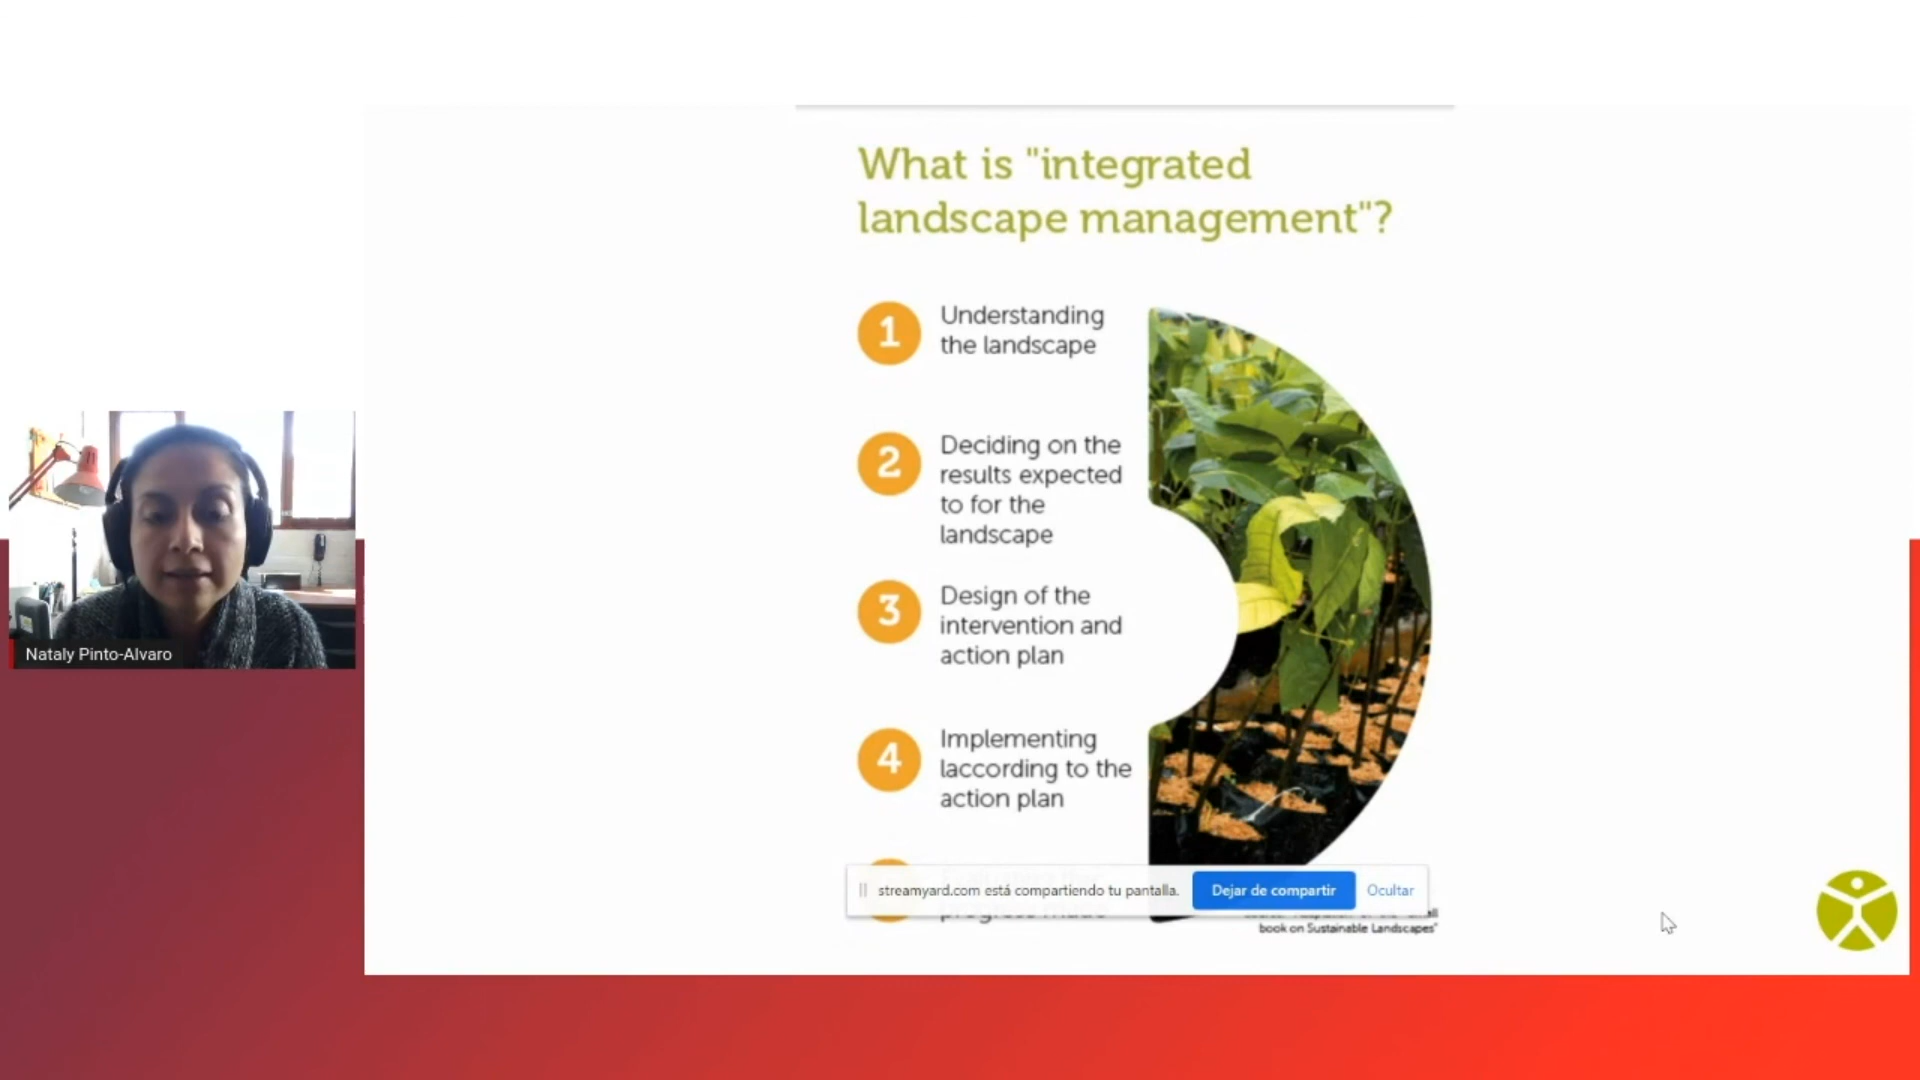 What is "integrated
landscape management"?
1
Understanding
the landscape
2
Deciding on the
results expected
to for the
landscape
3
Design of the
intervention and
action plan
4
Implementing
laccording to the
action plan
progress made
streamyard.com está compartiendo tu pantalla.
Dejar de compartir
Ocultar
book on Sustainable Landscapes"
Nataly Pinto-Alvaro